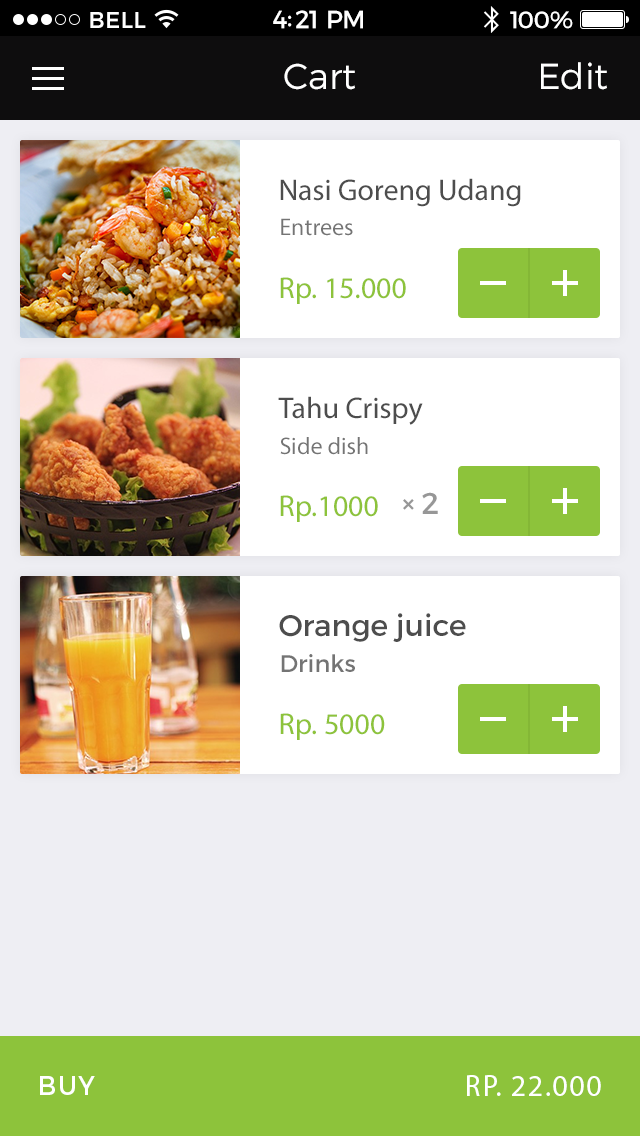 BELL 4:21 PM 100%
Cart Edit
Nasi Goreng Udang
Entrees
Rp. 15.000
Tahu Crispy
Side dish
Rp.1000 × 2
Orange juice
Drinks
Rp. 5000
BUY RP. 22.000